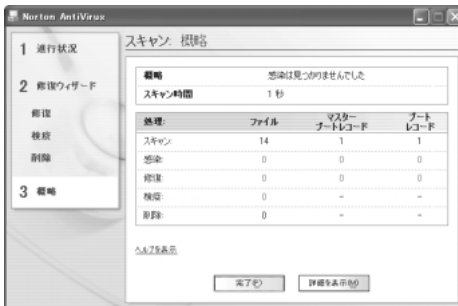 Norton AntiVirus
1 進行状況
2 修復ウィザード
修復
検疫
削除
3 概略
スキャン: 概略
概略 感染は見つかりませんでした
スキャン時間 1 秒
処理: ファイル マスター ブートレコード ブート レコード
スキャン: 14 1 1
感染: 0 0 0
修復: 0 0 0
検疫: 0 - -
削除: 0 - -
ヘルプを表示
完了(F) 詳細を表示(M)